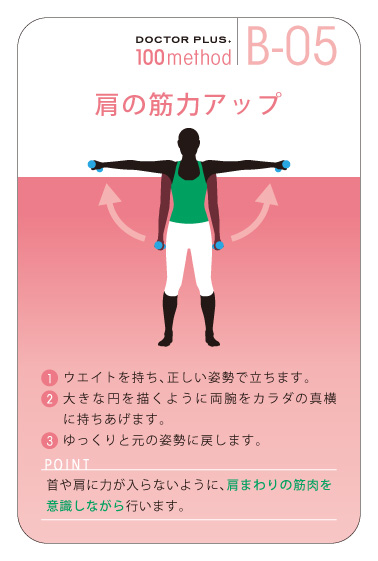 DOCTOR PLUS.
100method
B-05
肩の筋力アップ
1 ウエイトを持ち、正しい姿勢で立ちます。
2 大きな円を描くように両腕をカラダの真横
に持ちあげます。
3 ゆっくりと元の姿勢に戻します。
POINT
首や肩に力が入らないように、肩まわりの筋肉を
意識しながら行います。